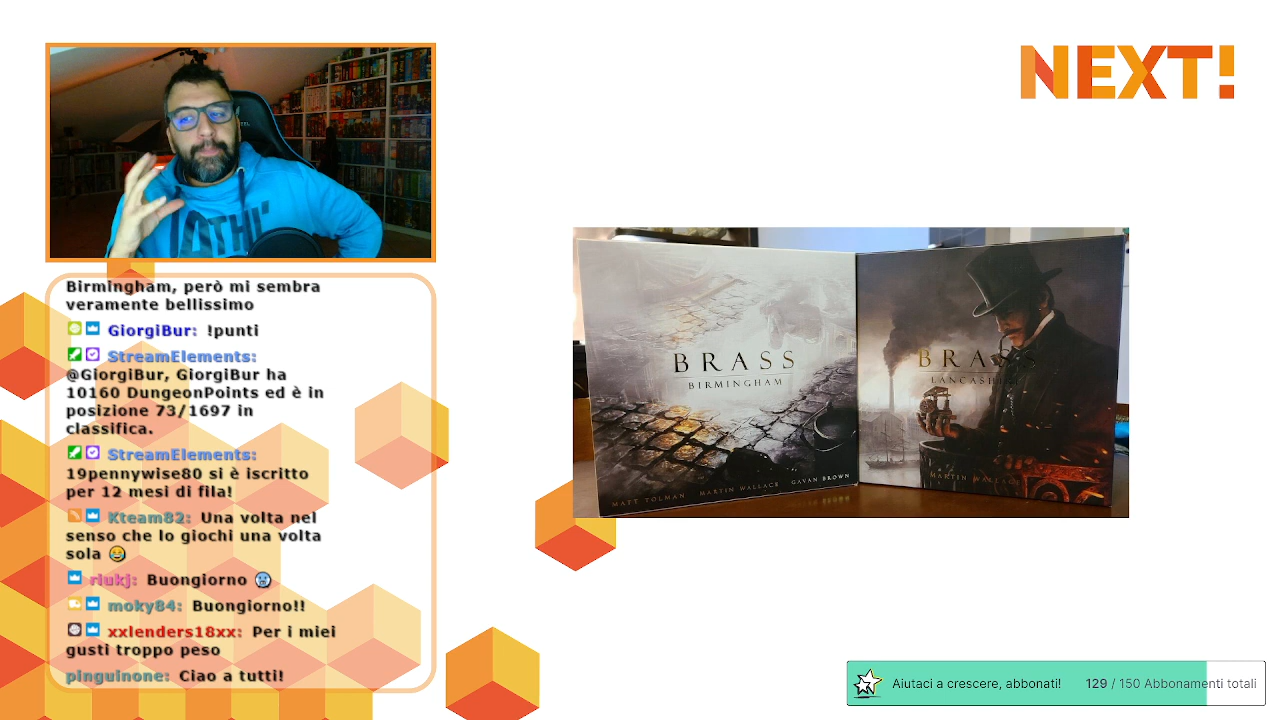 NEXT!
Birmingham, però mi sembra
veramente bellissimo
GiorgiBur: !punti
StreamElements:
@GiorgiBur, GiorgiBur ha
10160 DungeonPoints ed è in
posizione 73/1697 in
classifica.
StreamElements:
19pennywise80 si è iscritto
per 12 mesi di fila!
Kteam82: Una volta nel
senso che lo giochi una volta
sola 😂
riukj: Buongiorno 🥶
moky84: Buongiorno!!
xxlenders18xx: Per i miei
gusti troppo peso
pinguinone: Ciao a tutti!
BRASS
BIRMINGHAM
MATT TOLMAN MARTIN WALLACE GAVAN BROWN
BRASS
LANCASHIRE
MARTIN WALLACE
Aiutaci a crescere, abbonati! 129 / 150 Abbonamenti totali